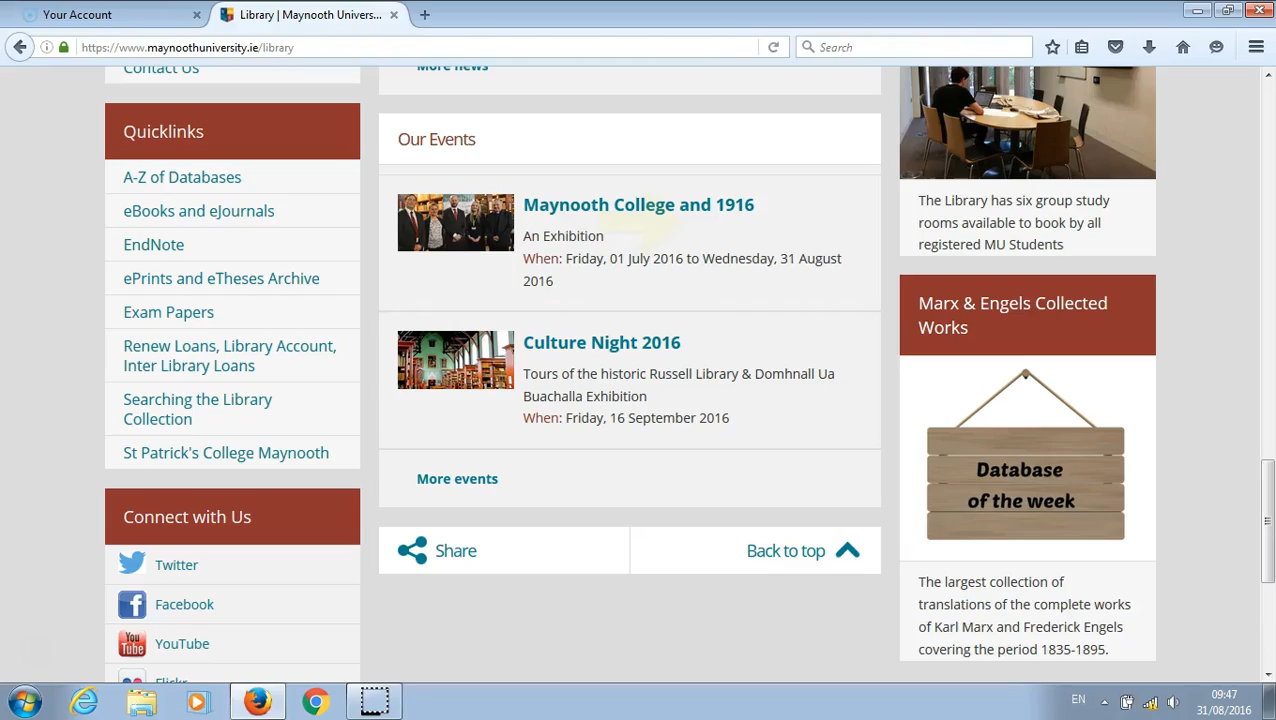 Your Account
Library | Maynooth Univers...
https://www.maynoothuniversity.ie/library
Search
Contact Us
Quicklinks
A-Z of Databases
eBooks and eJournals
EndNote
ePrints and eTheses Archive
Exam Papers
Renew Loans, Library Account,
Inter Library Loans
Searching the Library
Collection
St Patrick's College Maynooth
Connect with Us
Twitter
Facebook
You
Tube
YouTube
Flickr
More news
Our Events
Maynooth College and 1916
An Exhibition
When: Friday, 01 July 2016 to Wednesday, 31 August
2016
Culture Night 2016
Tours of the historic Russell Library & Domhnall Ua
Buachalla Exhibition
When: Friday, 16 September 2016
More events
Share
Back to top
The Library has six group study
rooms available to book by all
registered MU Students
Marx & Engels Collected
Works
Database
of the week
The largest collection of
translations of the complete works
of Karl Marx and Frederick Engels
covering the period 1835-1895.
EN
09:47
31/08/2016